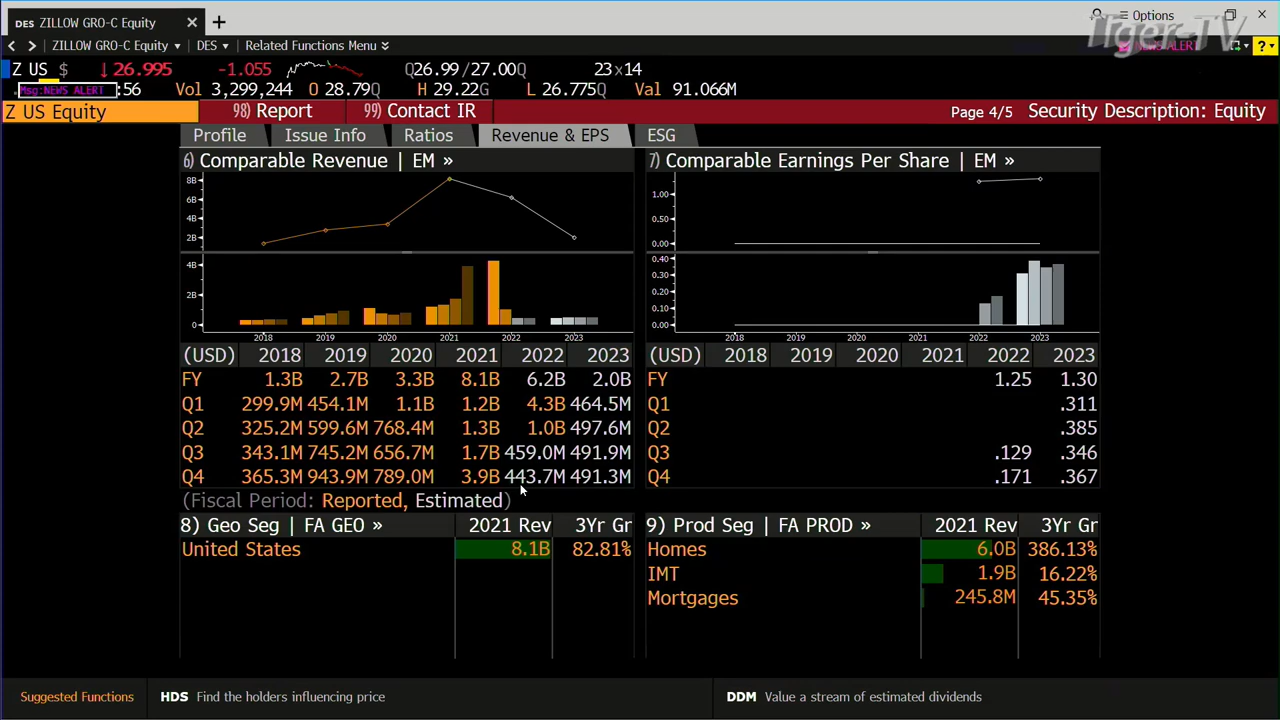 DES ZILLOW GRO-C Equity
Options
Tiger-TV
ZILLOW GRO-C Equity DES Related Functions Menu
NEWS ALERT
Z US $ ↓26.995 -1.055 Q26.99/27.00Q 23x14
Msg:NEWS ALERT :56 Vol 3,299,244 O 28.79Q H 29.22G L 26.775Q Val 91.066M
Z US Equity 98) Report 99) Contact IR Page 4/5 Security Description: Equity
Profile Issue Info Ratios Revenue & EPS ESG
6) Comparable Revenue | EM »
8B
6B
4B
2B
4B
2B
0
2018 2019 2020 2021 2022 2023
(USD) 2018 2019 2020 2021 2022 2023
FY 1.3B 2.7B 3.3B 8.1B 6.2B 2.0B
Q1 299.9M 454.1M 1.1B 1.2B 4.3B 464.5M
Q2 325.2M 599.6M 768.4M 1.3B 1.0B 497.6M
Q3 343.1M 745.2M 656.7M 1.7B 459.0M 491.9M
Q4 365.3M 943.9M 789.0M 3.9B 443.7M 491.3M
(Fiscal Period: Reported, Estimated)
7) Comparable Earnings Per Share | EM »
1.00
0.50
0.00
0.40
0.30
0.20
0.10
0.00
2018 2019 2020 2021 2022 2023
(USD) 2018 2019 2020 2021 2022 2023
FY 1.25 1.30
Q1 .311
Q2 .385
Q3 .129 .346
Q4 .171 .367
8) Geo Seg | FA GEO » 2021 Rev 3Yr Gr
United States 8.1B 82.81%
9) Prod Seg | FA PROD » 2021 Rev 3Yr Gr
Homes 6.0B 386.13%
IMT 1.9B 16.22%
Mortgages 245.8M 45.35%
Suggested Functions HDS Find the holders influencing price DDM Value a stream of estimated dividends